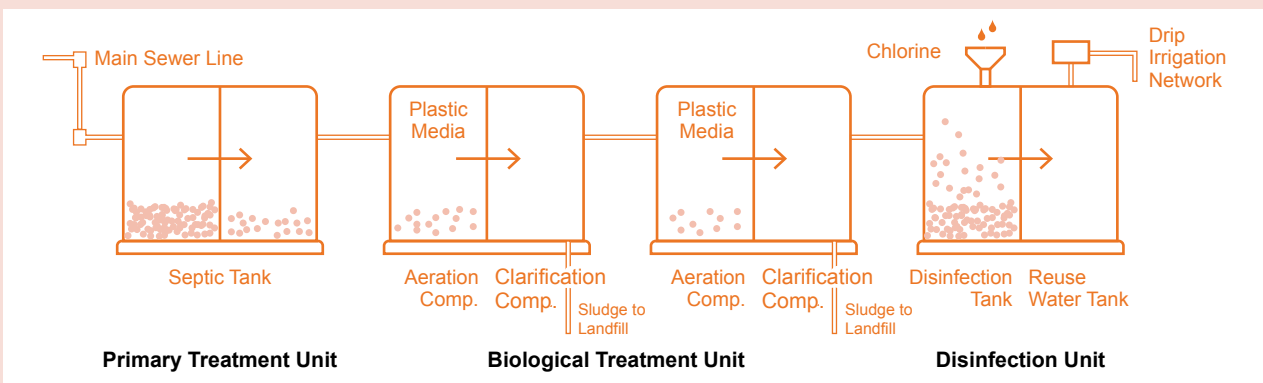 Main Sewer Line
Chlorine
Drip
Irrigation
Network
Plastic
Media
Plastic
Media
Septic Tank
Aeration
Comp.
Clarification
Comp.
Sludge to
Landfill
Aeration
Comp.
Clarification
Comp.
Sludge to
Landfill
Disinfection
Tank
Reuse
Water Tank
Primary Treatment Unit
Biological Treatment Unit
Disinfection Unit